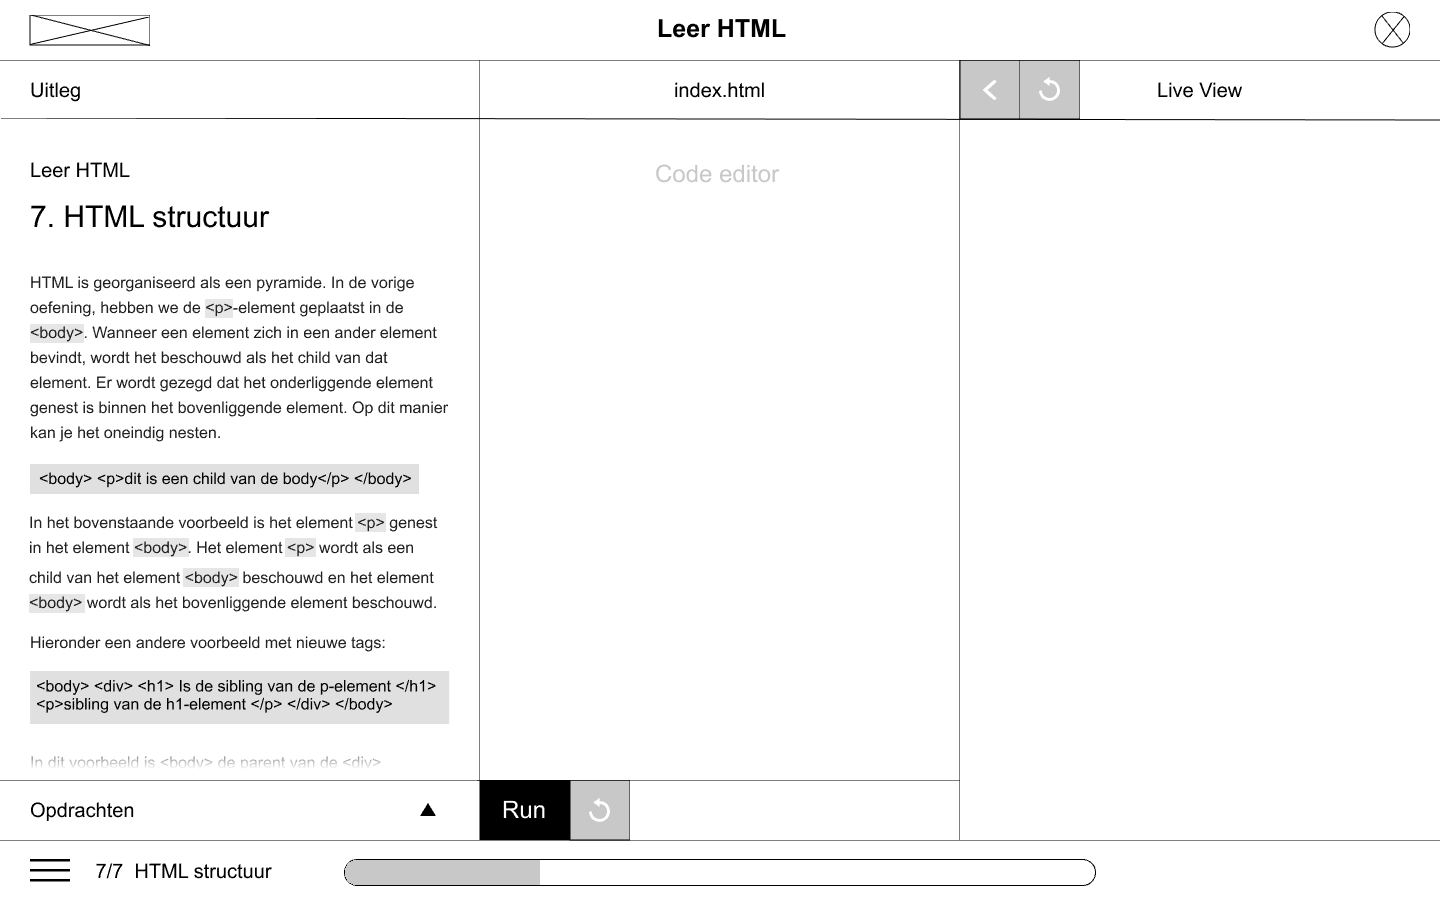 Leer HTML
Uitleg
index.html
Live View
Leer HTML
7. HTML structuur
HTML is georganiseerd als een pyramide. In de vorige
oefening, hebben we de <p>-element geplaatst in de
<body>. Wanneer een element zich in een ander element
bevindt, wordt het beschouwd als het child van dat
element. Er wordt gezegd dat het onderliggende element
genest is binnen het bovenliggende element. Op dit manier
kan je het oneindig nesten.
<body> <p>dit is een child van de body</p> </body>
In het bovenstaande voorbeeld is het element <p> genest
in het element <body>. Het element <p> wordt als een
child van het element <body> beschouwd en het element
<body> wordt als het bovenliggende element beschouwd.
Hieronder een andere voorbeeld met nieuwe tags:
<body> <div> <h1> Is de sibling van de p-element </h1>
<p>sibling van de h1-element </p> </div> </body>
In dit voorbeeld is <body> de parent van de <div>
Code editor
Opdrachten
Run
7/7 HTML structuur